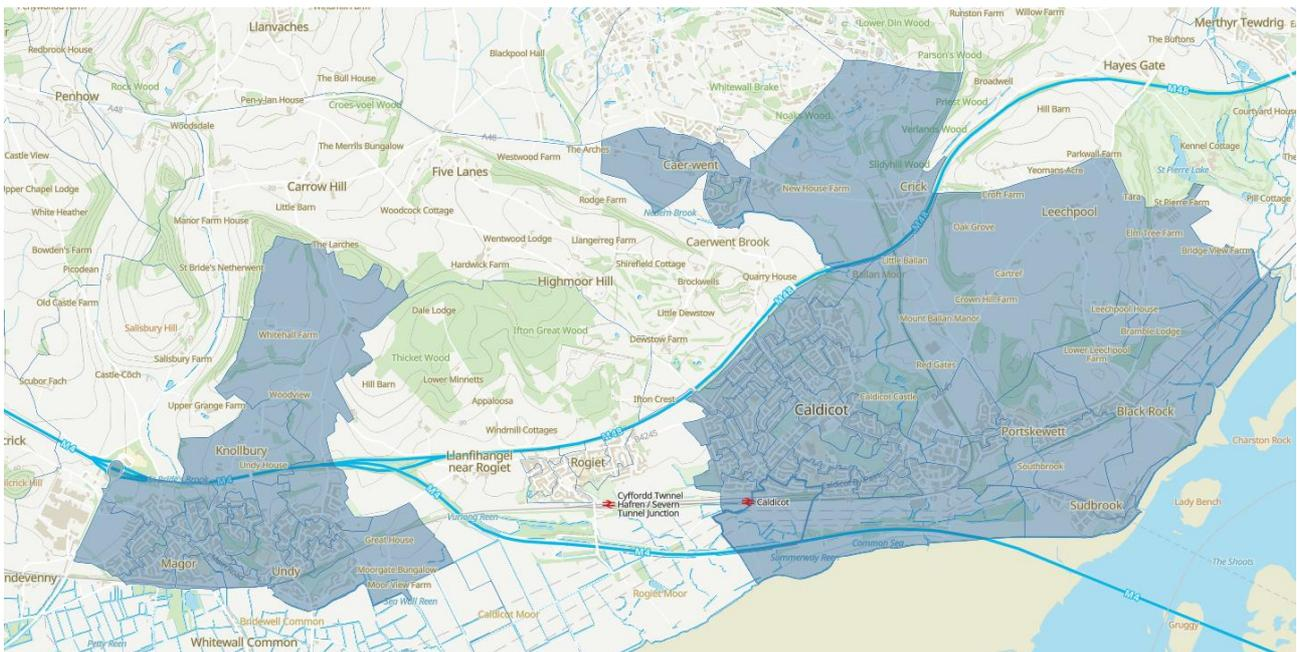 Llanvaches
Redbrook House
Rock Wood
Penhow
A48
The Bull House
Pen-y-lan House
Croes-voel Wood
Woodsdale
The Merrils Bungalow
Castle View
Upper Chapel Lodge
White Heather
Carrow Hill
Little Barn
Manor Farm House
Bowden's Farm
Picodean
St Bride's Netherwent
The Larches
Old Castle Farm
Salisbury Hill
Salisbury Farm
Castle-Côch
Scubor Fach
Upper Grange Farm
Whitehall Farm
Woodview
Knollbury
Undy House
M4
M4
Magor
Undy
Great House
Moorgate Bungalow
Moor View Farm
Sea Wall Reen
Bridewell Common
Petty Reen
Whitewall Common
Blackpool Hall
A48
The Arches
Westwood Farm
Five Lanes
Rodge Farm
Woodcock Cottage
Wentwood Lodge
Llangerreg Farm
Hardwick Farm
Shirefield Cottage
Highmoor Hill
Brockwells
Dale Lodge
Ifton Great Wood
Little Dewstow
Thicket Wood
Dewstow Farm
Hill Barn
Lower Minnetts
Appaloosa
Ifton Crest
Windmill Cottages
M48
B4245
Llanfihangel
near Rogiet
Rogiet
Cyffordd Twnnel
Hafren / Severn
Tunnel Junction
M4
M4
Rogiet Moor
Caldicot Moor
Lower Din Wood
Runston Farm
Willow Farm
Merthyr Tewdrig
The Buftons
Parson's Wood
Hayes Gate
Broadwell
Whitewall Brake
M48
Priest Wood
Hill Barn
Courtyard House
Verlands Wood
Kennel Cottage
Caer-went
Slidyhill Wood
Parkwall Farm
Yeomans Acre
St Pierre Lake
New House Farm
Crick
Croft Farm
Tara
St Pierre Farm
Pill Cottage
Nedern Brook
Leechpool
M48
Oak Grove
Elm Tree Farm
Caerwent Brook
Bridge View Farm
Little Ballan
Ballan Moor
Quarry House
Cartref
M48
Crown Hill Farm
Mount Ballan Manor
Leechpool House
Bramble Lodge
Lower Leechpool
Farm
Red Gates
Caldicot Castle
Caldicot
Black Rock
Portskewett
Southbrook
Charston Rock
Caldicot
Sudbrook
Lady Bench
Common Sea
Summerway Reen
The Shoots
M4
Gruggy